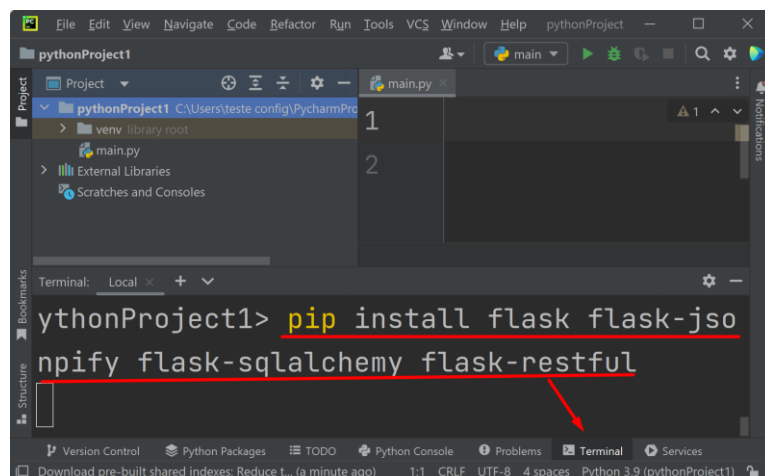 PC File Edit View Navigate Code Refactor Run Tools VCS Window Help pythonProject
pythonProject1 main
Project main.py
Project
pythonProject1 C:\Users\teste config\PycharmPro
venv library root
main.py
External Libraries
Scratches and Consoles
1
2
1
Notifications
Bookmarks
Structure
Terminal: Local
ythonProject1> pip install flask flask-jso
npify flask-sqlalchemy flask-restful
Version Control Python Packages TODO Python Console Problems Terminal Services
Download pre-built shared indexes: Reduce t... (a minute ago) 1:1 CRLF UTF-8 4 spaces Python 3.9 (pythonProject1)